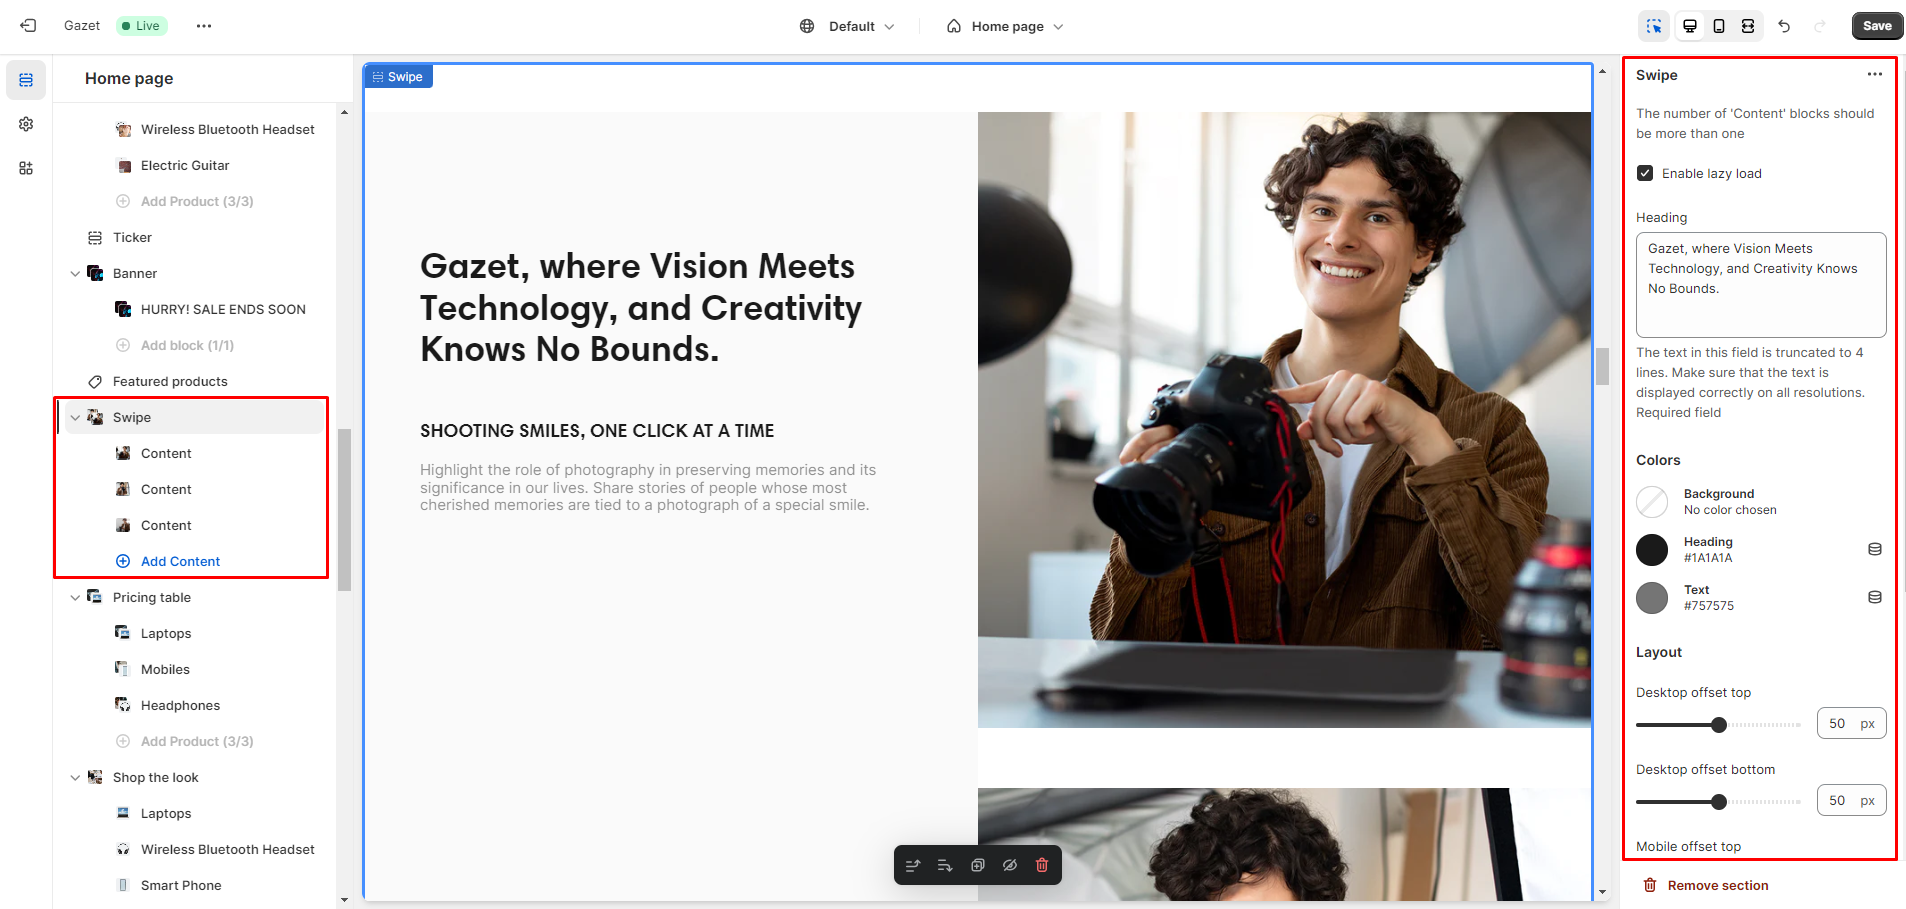 Gazet
Live
Default
Home page
Save
Home page
Wireless Bluetooth Headset
Electric Guitar
Add Product (3/3)
Ticker
Banner
HURRY! SALE ENDS SOON
Add block (1/1)
Featured products
Swipe
Content
Content
Content
Add Content
Pricing table
Laptops
Mobiles
Headphones
Add Product (3/3)
Shop the look
Laptops
Wireless Bluetooth Headset
Smart Phone
Swipe
Gazet, where Vision Meets
Technology, and Creativity
Knows No Bounds.
SHOOTING SMILES, ONE CLICK AT A TIME
Highlight the role of photography in preserving memories and its
significance in our lives. Share stories of people whose most
cherished memories are tied to a photograph of a special smile.
Swipe
The number of 'Content' blocks should
be more than one
Enable lazy load
Heading
Gazet, where Vision Meets
Technology, and Creativity Knows
No Bounds.
The text in this field is truncated to 4
lines. Make sure that the text is
displayed correctly on all resolutions.
Required field
Colors
Background
No color chosen
Heading
#1A1A1A
Text
#757575
Layout
Desktop offset top
50 px
Desktop offset bottom
50 px
Mobile offset top
Remove section